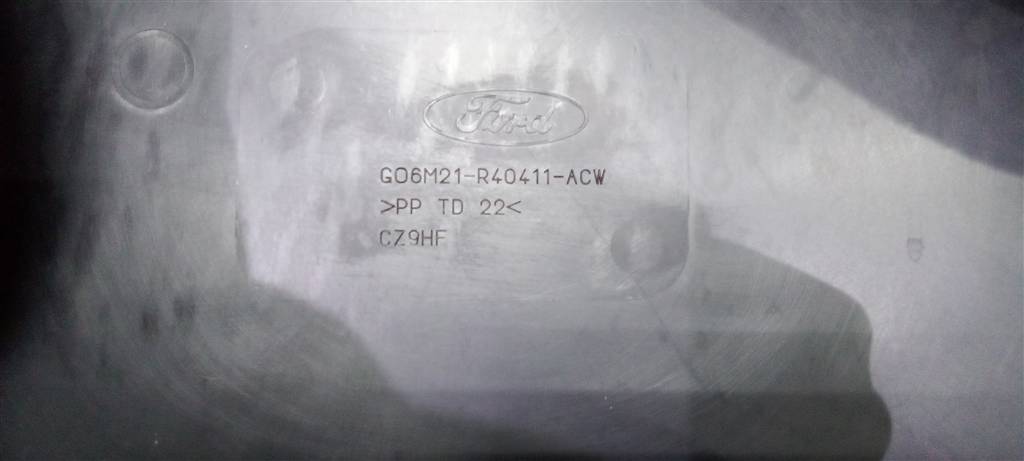 Ford
GO6M21-R40411-ACW
>PP TD 22<
CZ9HF